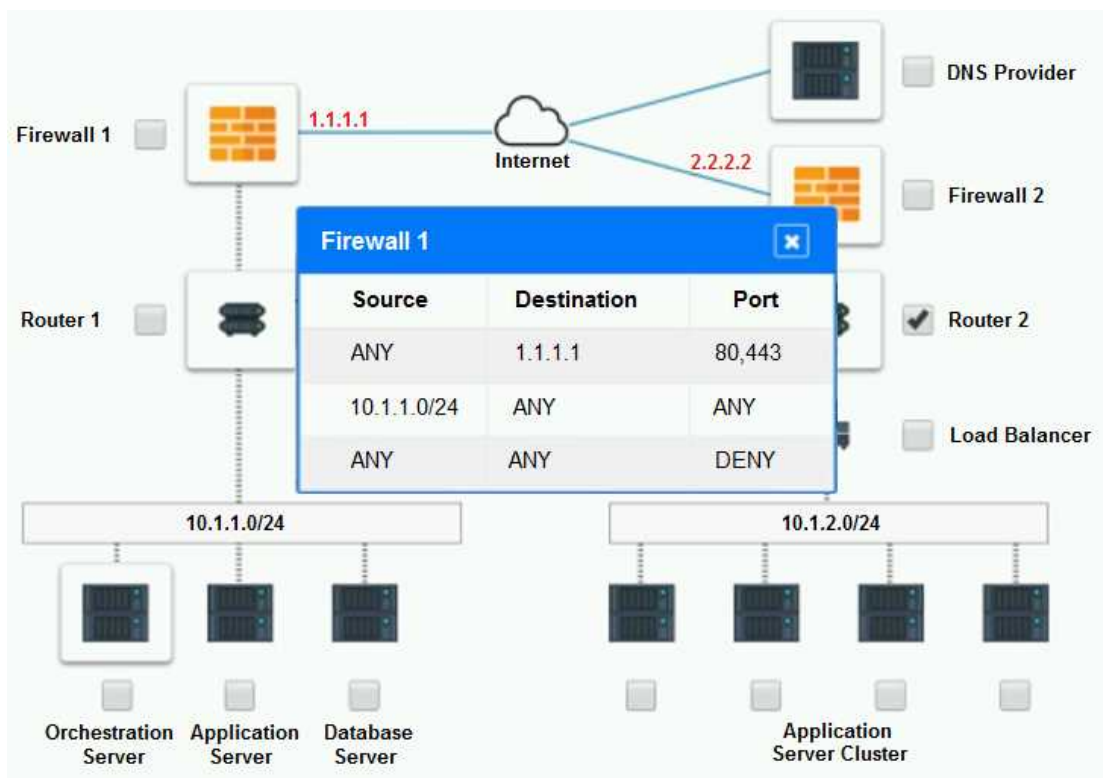 DNS Provider
Firewall 1
1.1.1.1
Internet
2.2.2.2
Firewall 2
Firewall 1
Source Destination Port
ANY 1.1.1.1 80,443
10.1.1.0/24 ANY ANY
ANY ANY DENY
Router 1
Router 2
Load Balancer
10.1.1.0/24
10.1.2.0/24
Orchestration
Server
Application
Server
Database
Server
Application
Server Cluster